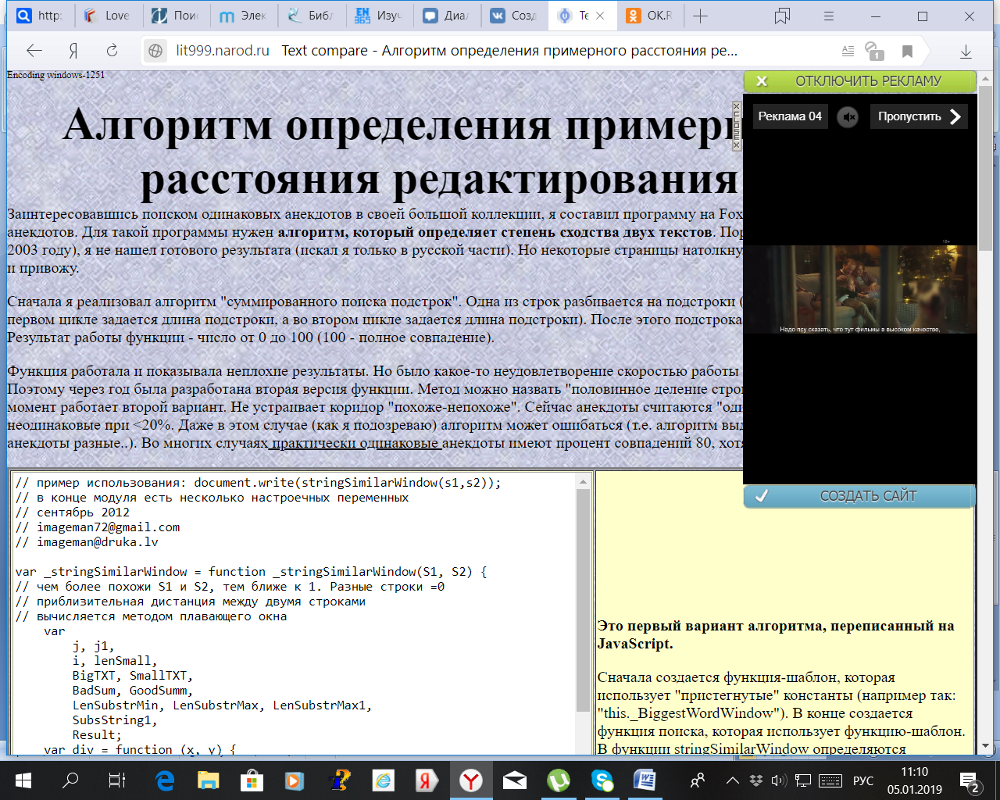 http:
Love
Поис
Элек
Библ
EN
365
Изуч
Диал
Созд
Те
OK.R
Я
lit999.narod.ru Text compare - Алгоритм определения примерного расстояния ре...
1
Encoding windows-1251
ОТКЛЮЧИТЬ РЕКЛАМУ
Реклама 04
Пропустить
X CLOSE X
18+
Надо псу сказать, что тут фильмы в высоком качестве,
СОЗДАТЬ САЙТ
Алгоритм определения примерн
расстояния редактирования
Заинтересовавшись поиском одинаковых анекдотов в своей большой коллекции, я составил программу на Fox
анекдотов. Для такой программы нужен алгоритм, который определяет степень сходства двух текстов. Пор
2003 году), я не нашел готового результата (искал я только в русской части). Но некоторые страницы натолкну
и привожу.
Сначала я реализовал алгоритм "суммированного поиска подстрок". Одна из строк разбивается на подстроки (
первом цикле задается длина подстроки, а во втором цикле задается длина подстроки). После этого подстрока
Результат работы функции - число от 0 до 100 (100 - полное совпадение).
Функция работала и показывала неплохие результаты. Но было какое-то неудовлетворение скоростью работы
Поэтому через год была разработана вторая версия функции. Метод можно назвать "половинное деление строк
момент работает второй вариант. Не устраивает коридор "похоже-непохоже". Сейчас анекдоты считаются "оди
неодинаковые при <20%. Даже в этом случае (как я подозреваю) алгоритм может ошибаться (т.е. алгоритм выд
анекдоты разные..). Во многих случаях практически одинаковые анекдоты имеют процент совпадений 80, хотя
// пример использования: document.write(stringSimilarWindow(s1,s2));
// в конце модуля есть несколько настроечных переменных
// сентябрь 2012
// imageman72@gmail.com
// imageman@druka.lv
var _stringSimilarWindow = function _stringSimilarWindow(S1, S2) {
// чем более похожи S1 и S2, тем ближе к 1. Разные строки =0
// приблизительная дистанция между двумя строками
// вычисляется методом плавающего окна
var
j, j1,
i, lenSmall,
BigTXT, SmallTXT,
BadSum, GoodSumm,
LenSubstrMin, LenSubstrMax, LenSubstrMax1,
SubsString1,
Result;
var div = function (x, y) {
Это первый вариант алгоритма, переписанный на
JavaScript.
Сначала создается функция-шаблон, которая
использует "пристегнутые" константы (например так:
"this._BiggestWordWindow"). В конце создается
функция поиска, которая использует функцию-шаблон.
В функции stringSimilarWindow определяются
РУС
11:10
05.01.2019
2